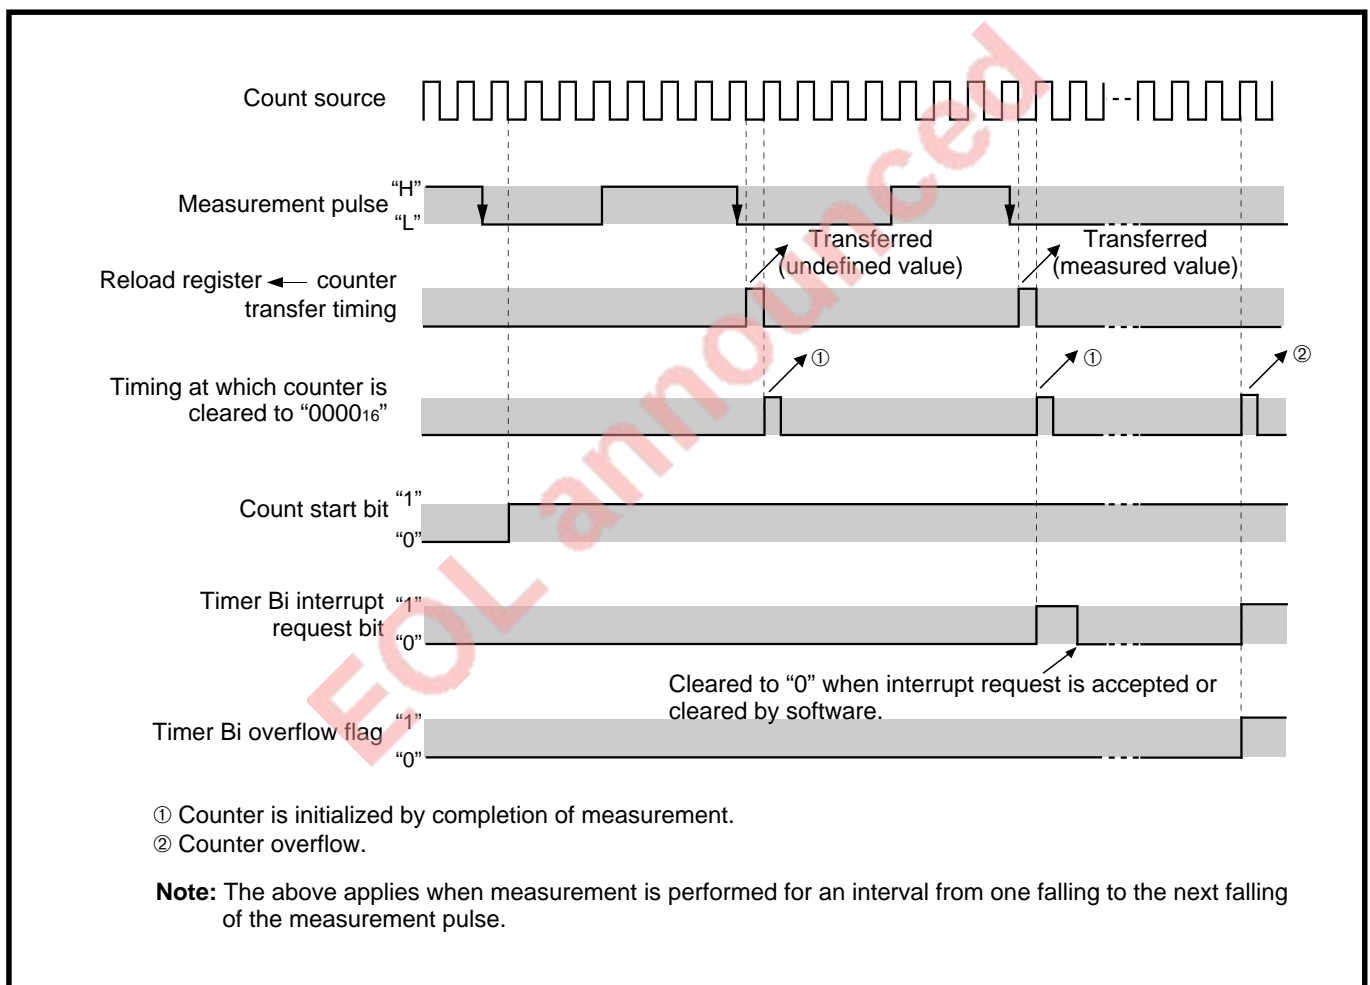 Count source
Measurement pulse
“H”
“L”
Transferred
(undefined value)
Transferred
(measured value)
Reload register ← counter
transfer timing
Timing at which counter is
cleared to “0000₁₆”
①
①
②
Count start bit
“1”
“0”
Timer Bi interrupt
request bit
“1”
“0”
Cleared to “0” when interrupt request is accepted or
cleared by software.
Timer Bi overflow flag
“1”
“0”
① Counter is initialized by completion of measurement.
② Counter overflow.
Note: The above applies when measurement is performed for an interval from one falling to the next falling
of the measurement pulse.
EOL announced